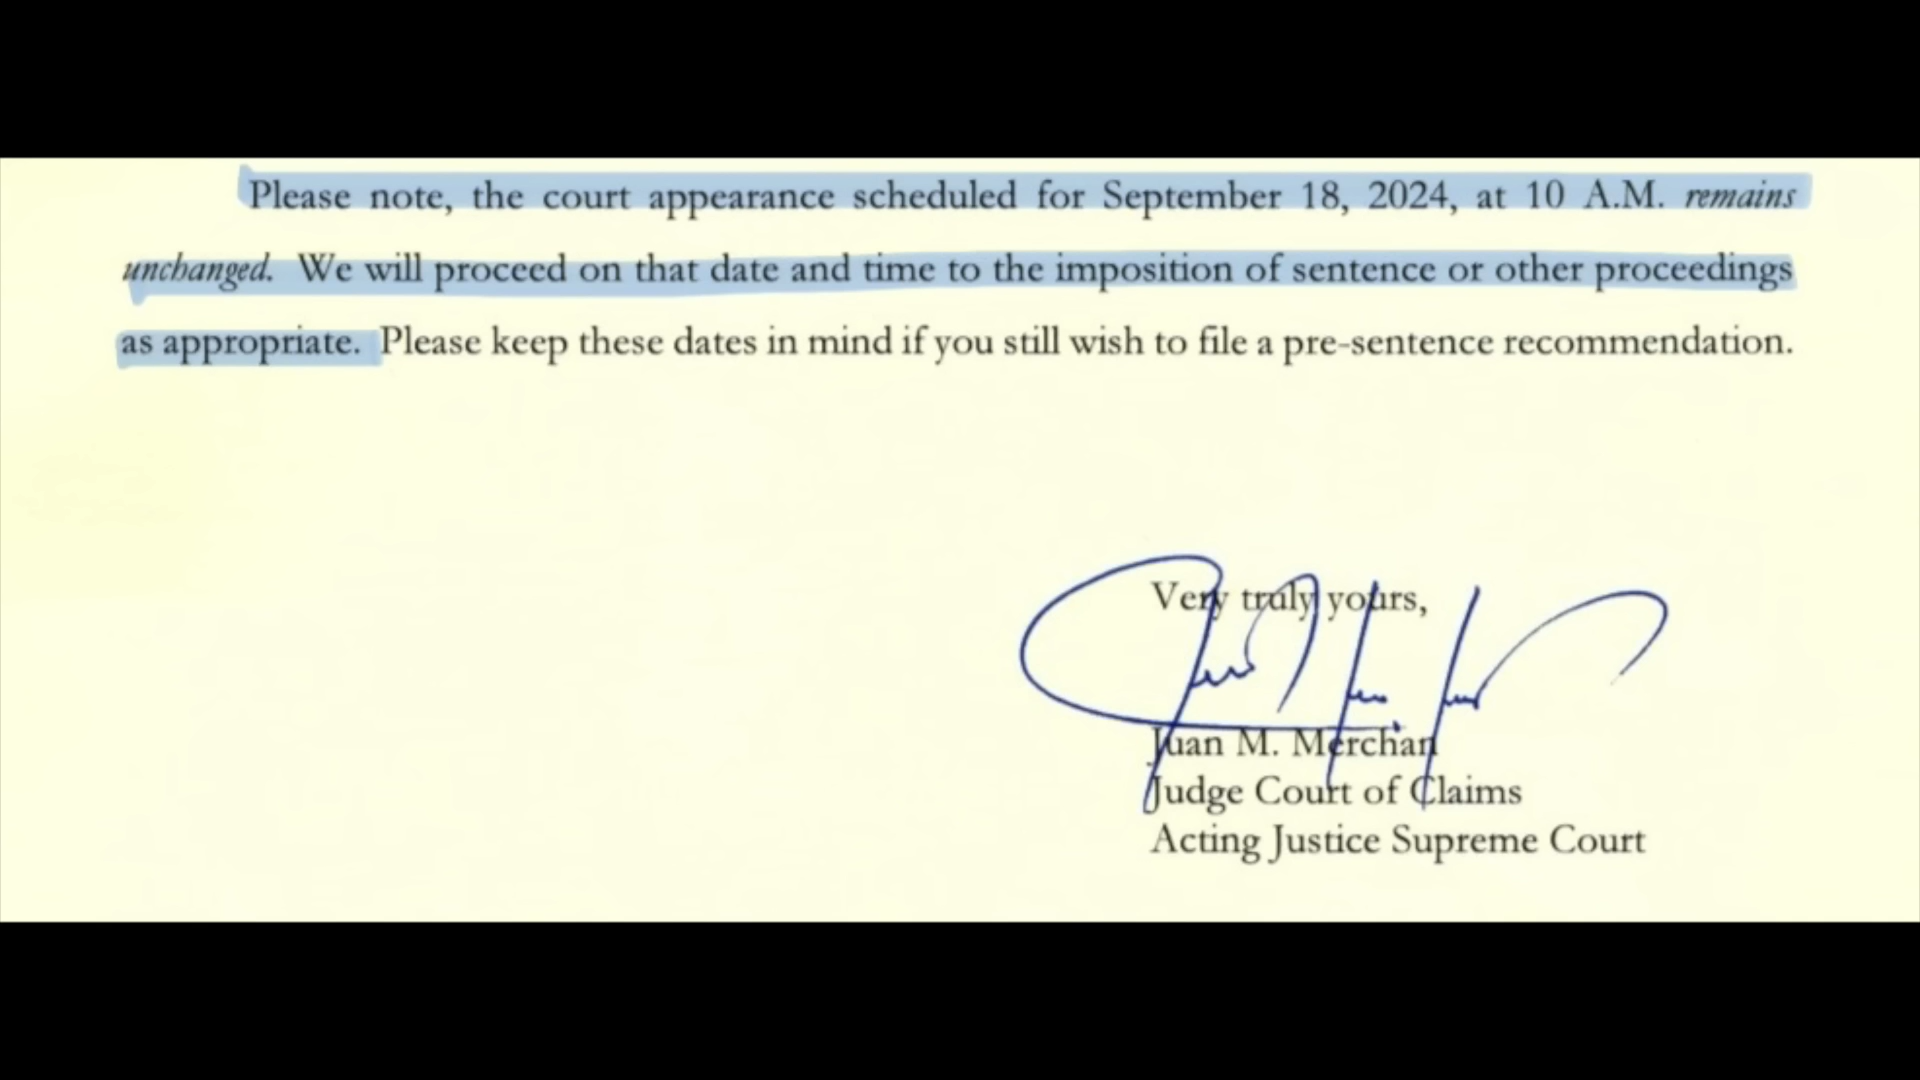 Please note, the court appearance scheduled for September 18, 2024, at 10 A.M. remains
unchanged. We will proceed on that date and time to the imposition of sentence or other proceedings
as appropriate. Please keep these dates in mind if you still wish to file a pre-sentence recommendation.
Very truly yours,
Juan M. Merchan
Judge Court of Claims
Acting Justice Supreme Court